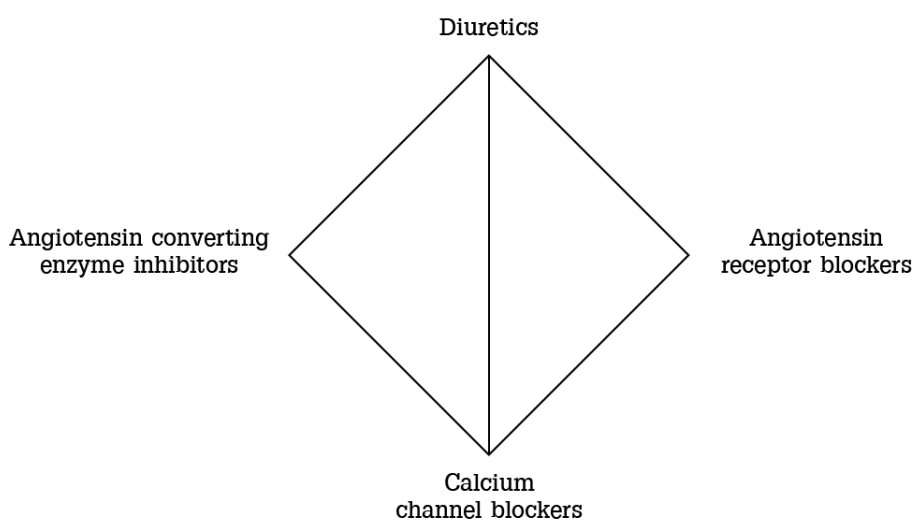 Diuretics
Angiotensin converting
enzyme inhibitors
Angiotensin
receptor blockers
Calcium
channel blockers